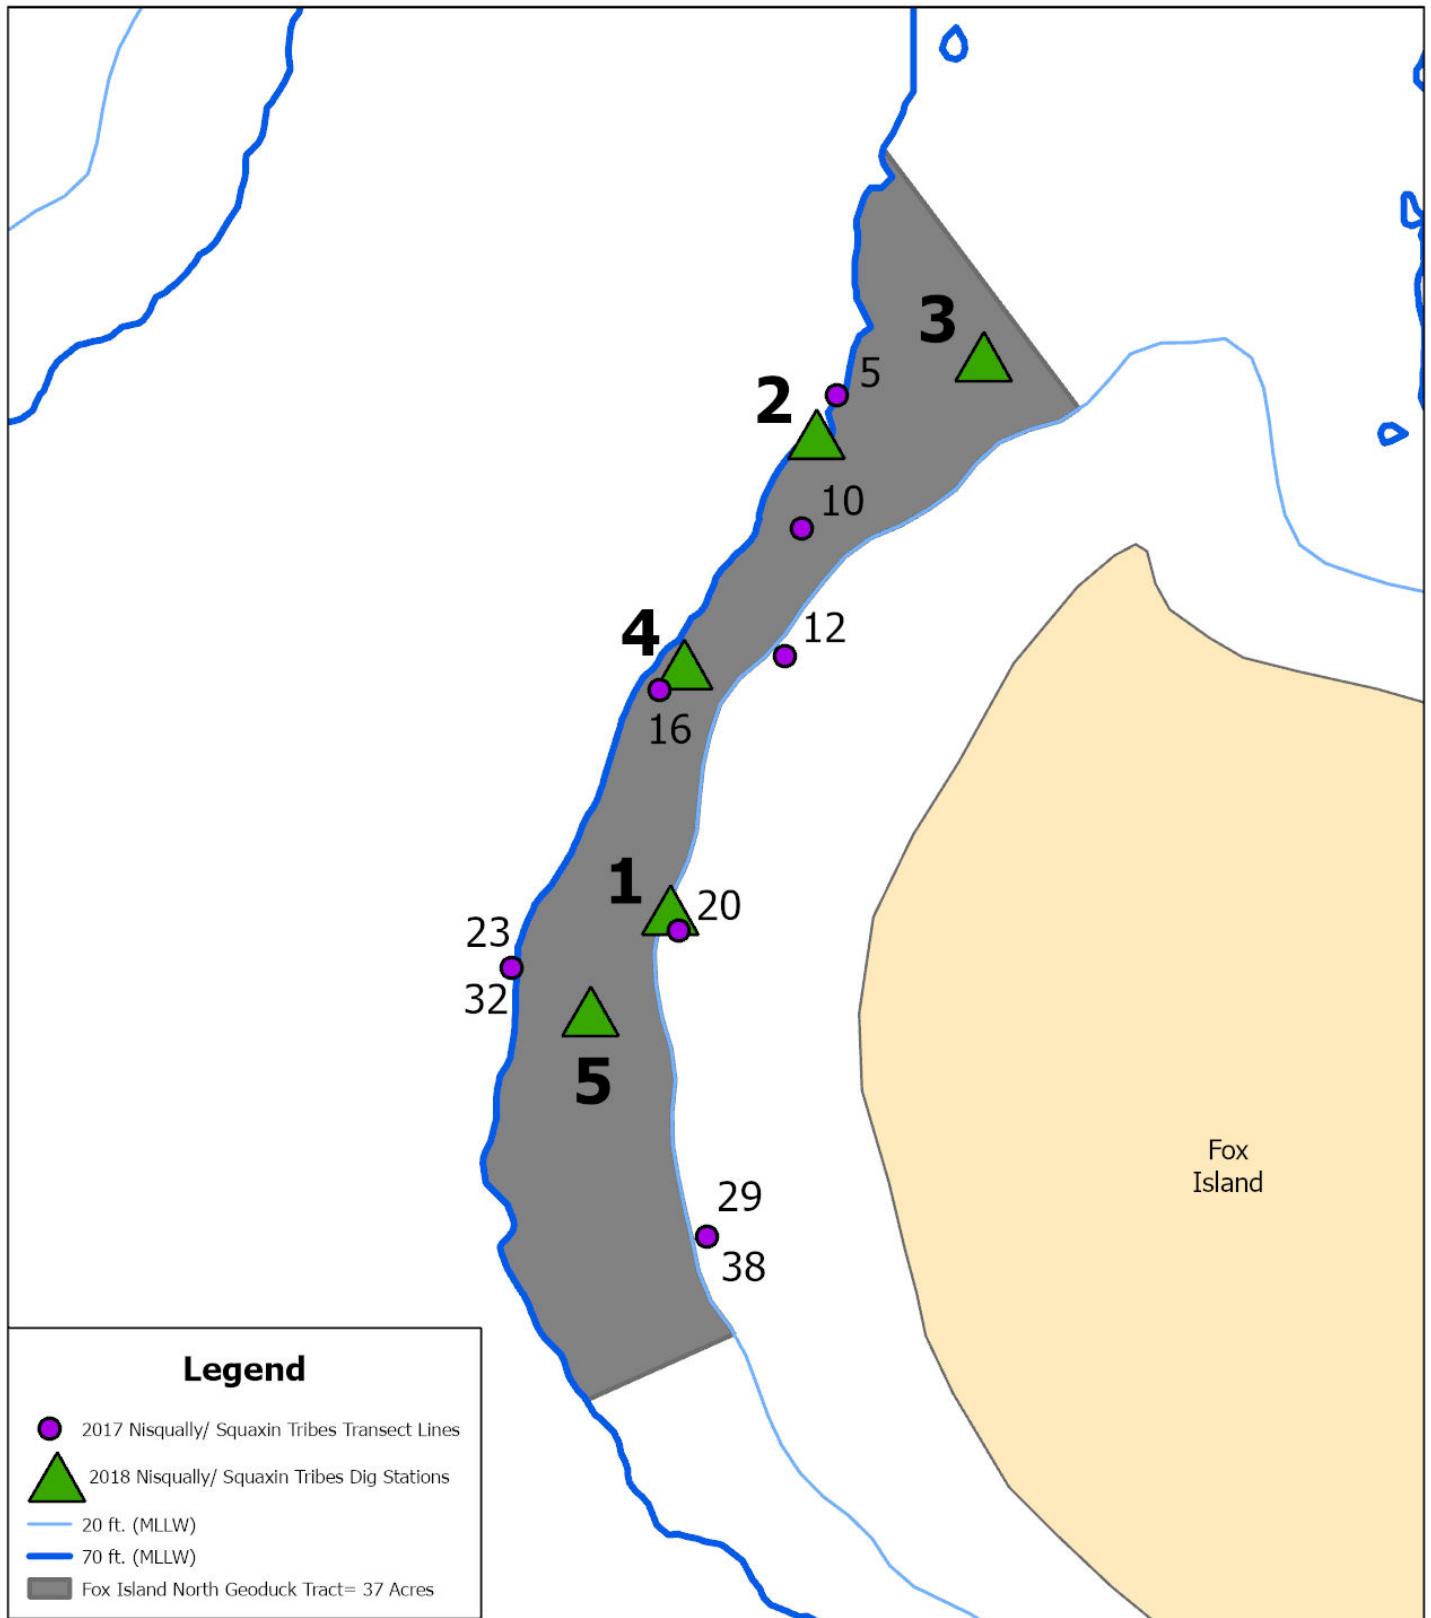 3
5
2
10
12
4
16
1
20
23
32
5
29
38
Fox
Island
Legend
2017 Nisqually/ Squaxin Tribes Transect Lines
2018 Nisqually/ Squaxin Tribes Dig Stations
20 ft. (MLLW)
70 ft. (MLLW)
Fox Island North Geoduck Tract= 37 Acres